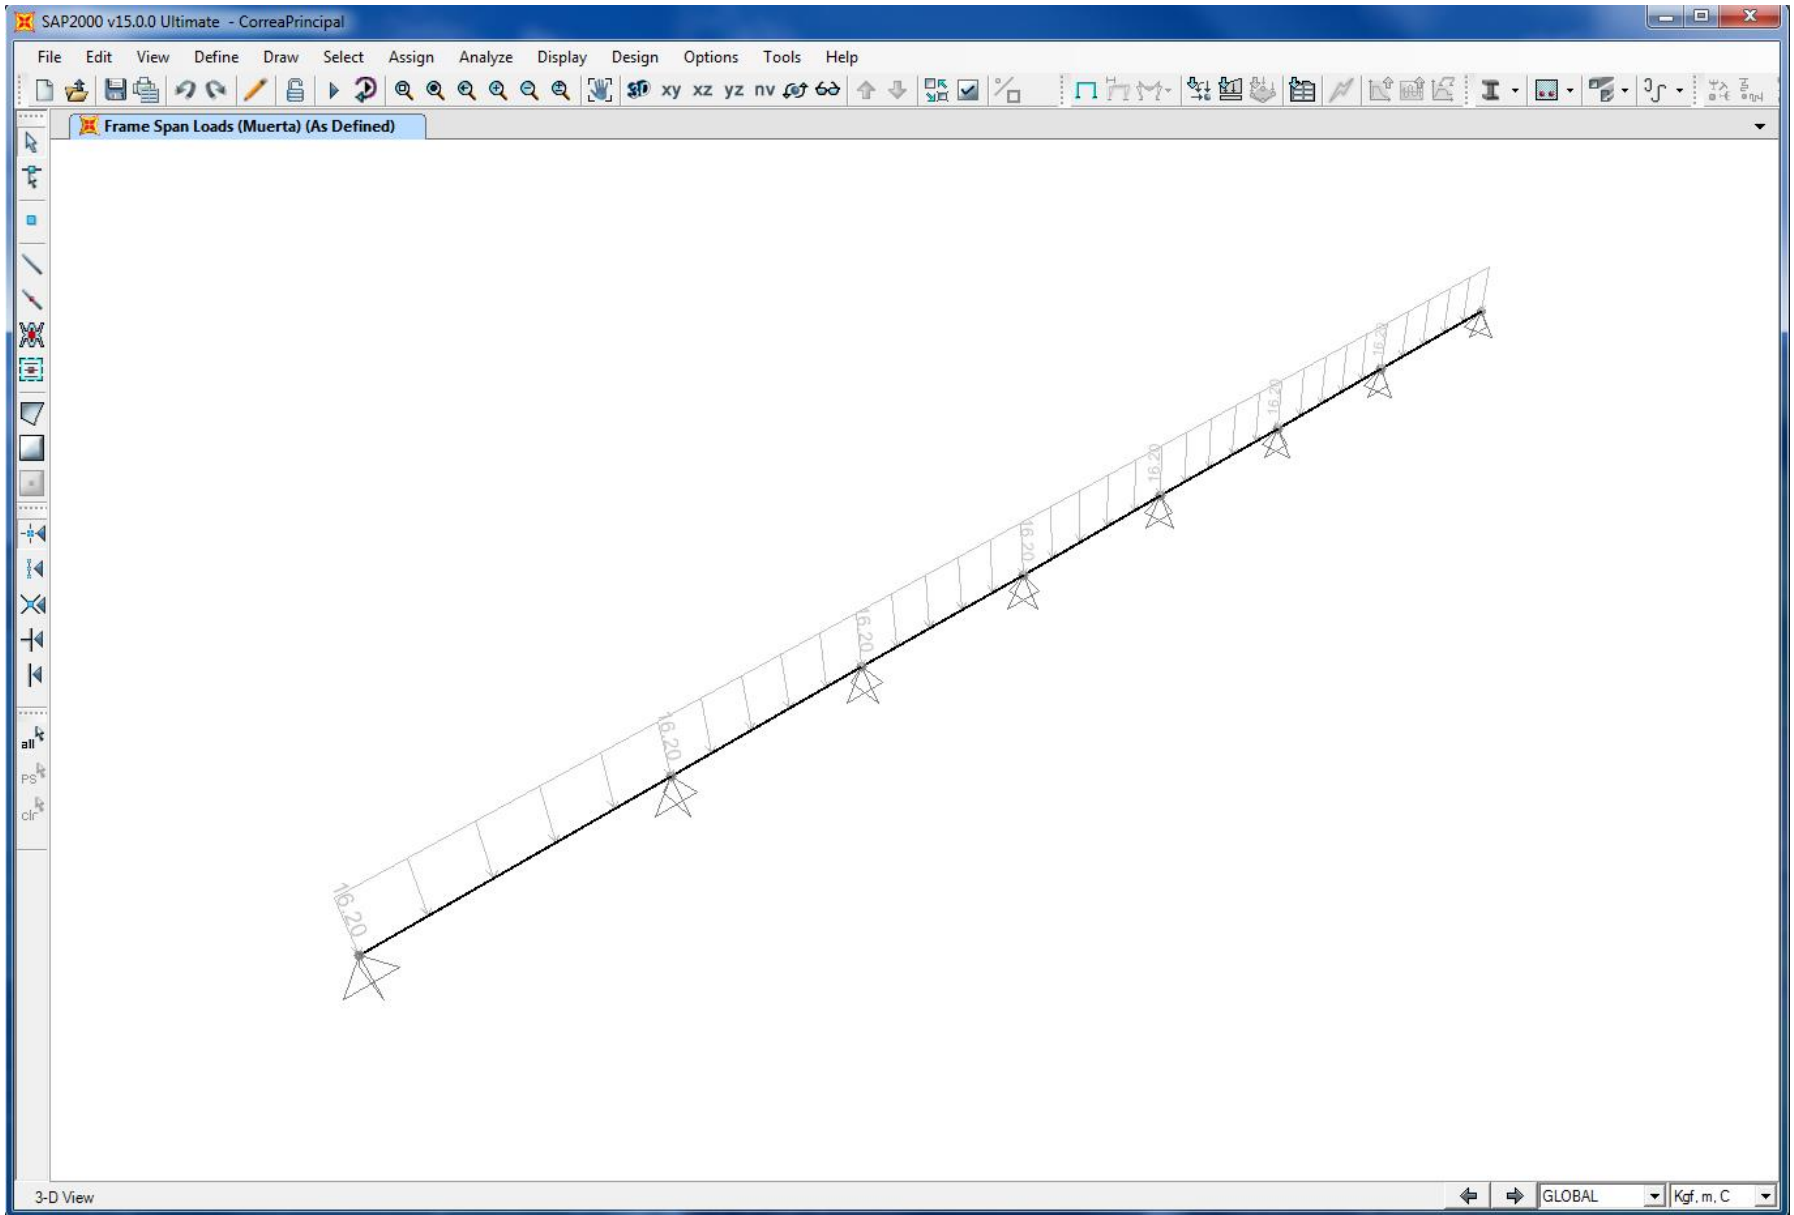 SAP2000 v15.0.0 Ultimate - CorreaPrincipal
File Edit View Define Draw Select Assign Analyze Display Design Options Tools Help
3D xy xz yz nv
Frame Span Loads (Muerta) (As Defined)
16.20
16.20
16.20
16.20
16.20
16.20
16.20
all
PS
clr
3-D View
GLOBAL
Kgf, m, C